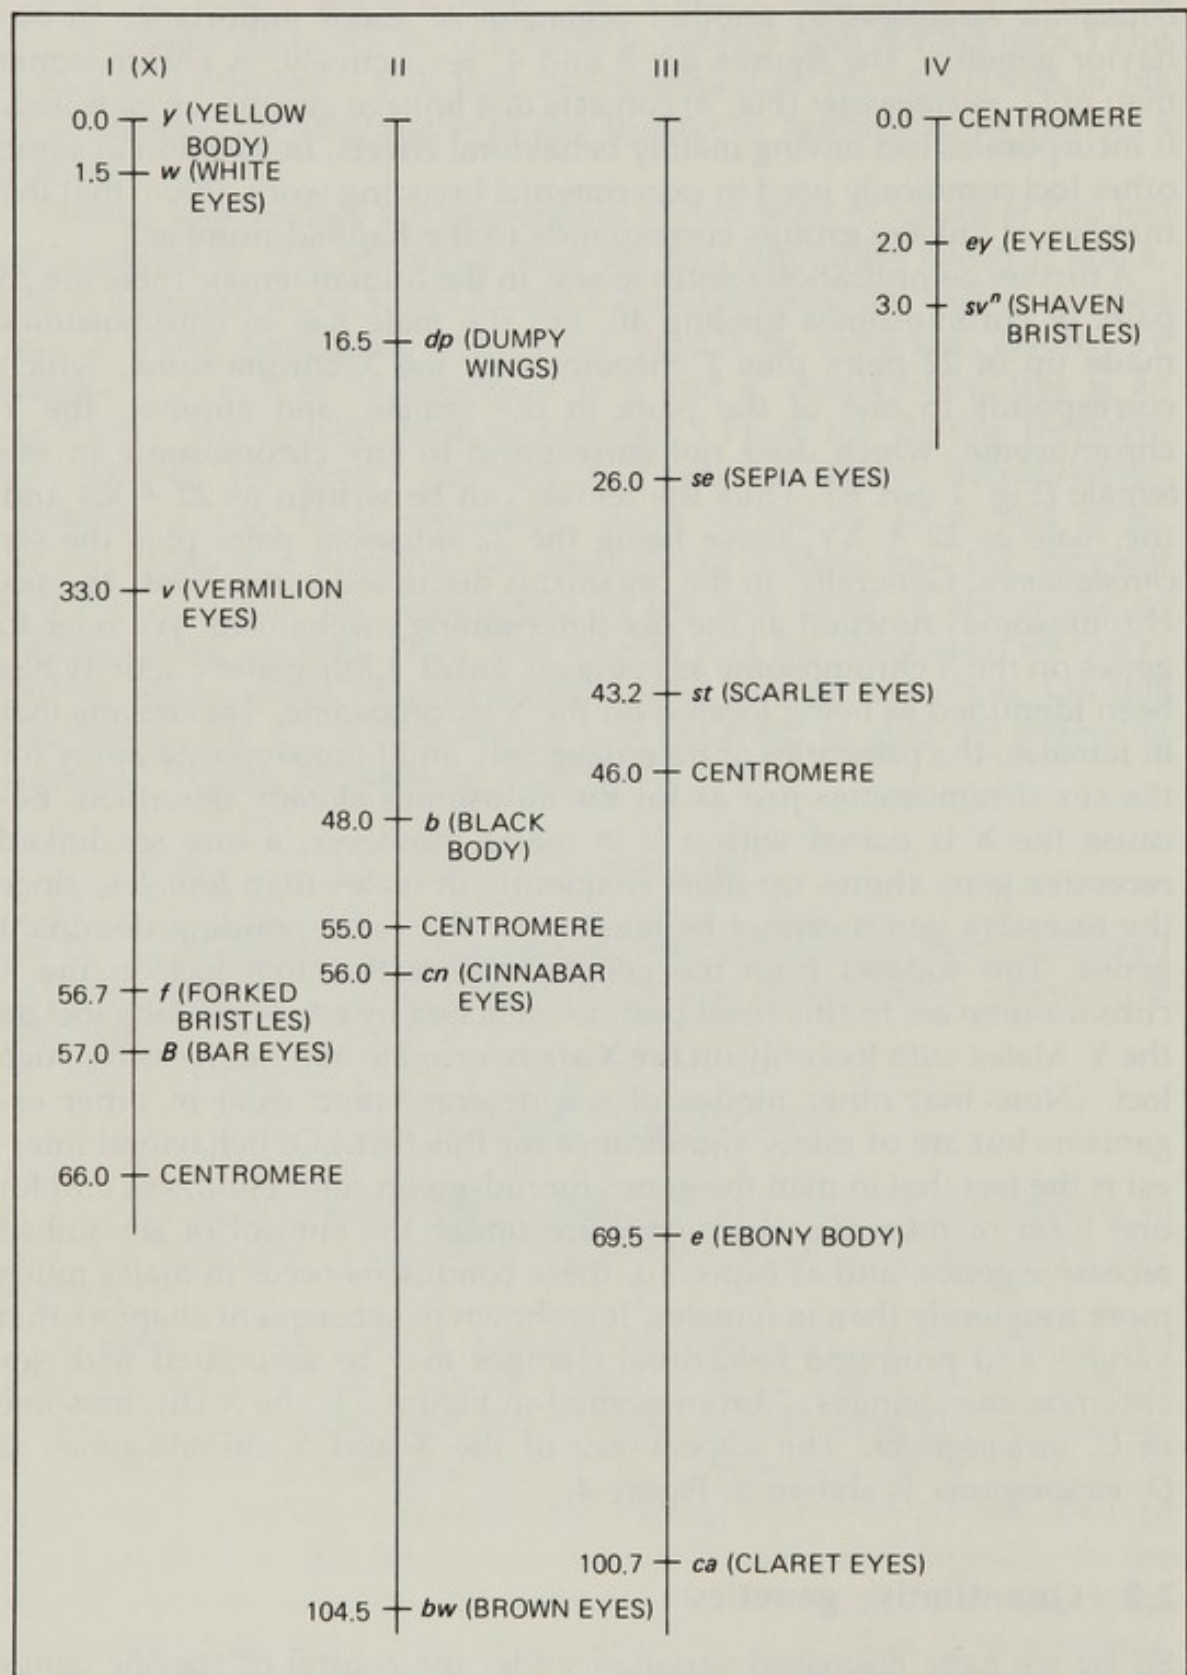 I (X)
II
III
IV
0.0 y (YELLOW
BODY)
1.5 w (WHITE
EYES)
33.0 v (VERMILION
EYES)
56.7 f (FORKED
BRISTLES)
57.0 B (BAR EYES)
66.0 CENTROMERE
16.5 dp (DUMPY
WINGS)
48.0 b (BLACK
BODY)
55.0 CENTROMERE
56.0 cn (CINNABAR
EYES)
104.5 bw (BROWN EYES)
26.0 se (SEPIA EYES)
43.2 st (SCARLET EYES)
46.0 CENTROMERE
69.5 e (EBONY BODY)
100.7 ca (CLARET EYES)
0.0 CENTROMERE
2.0 ey (EYELESS)
3.0 svⁿ (SHAVEN
BRISTLES)